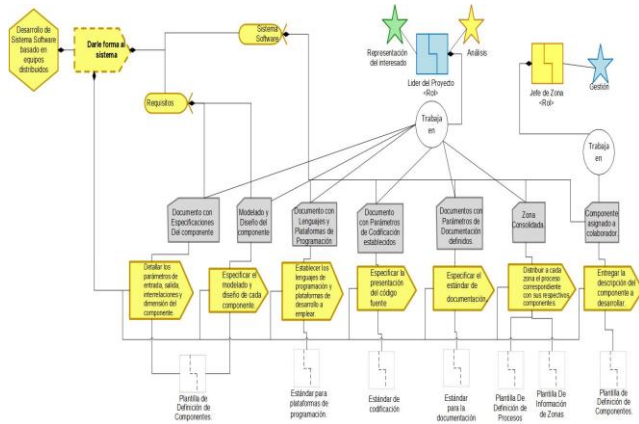 Desarrollo de
Sistema Software
basado en
equipos
distribuidos
Darle forma al
sistema
Sistema
Software
Requisitos
Representación
del interesado
Análisis
Lider del Proyecto
<Rol>
Jefe de Zona
<Rol>
Gestión
Trabaja
en
Trabaja
en
Documento con
Especificaciones
Del componente
Modelado y
Diseño del
componente
Documento con
Lenguajes y
Plataformas de
Programación
Documento
con Parámetros
de Codificación
establecidos
Documentos con
Parámetros de
Documentación
definidos.
Zona
Consolidada.
Componente
asignado a
colaborador.
Detallar los
parámetros de
entrada, salida,
interrelaciones y
dimensión del
componente.
Especificar el
modelado y
diseño de cada
componente.
Establecer los
lenguajes de
programación y
plataformas de
desarrollo a
emplear.
Especificar la
presentación
del código
fuente
Especificar el
estándar de
documentación.
Distribuir a cada
zona el proceso
correspondiente
con sus respectivos
componentes.
Entregar la
descripción del
componente a
desarrollar.
Plantilla de
Definición de
Componentes.
Estándar para
plataformas de
programación.
Estándar de
codificación
Estándar
para la
documentación
Plantilla De
Definición de
Procesos
Plantilla De
Información
de Zonas
Plantilla de
Definición de
Componentes.